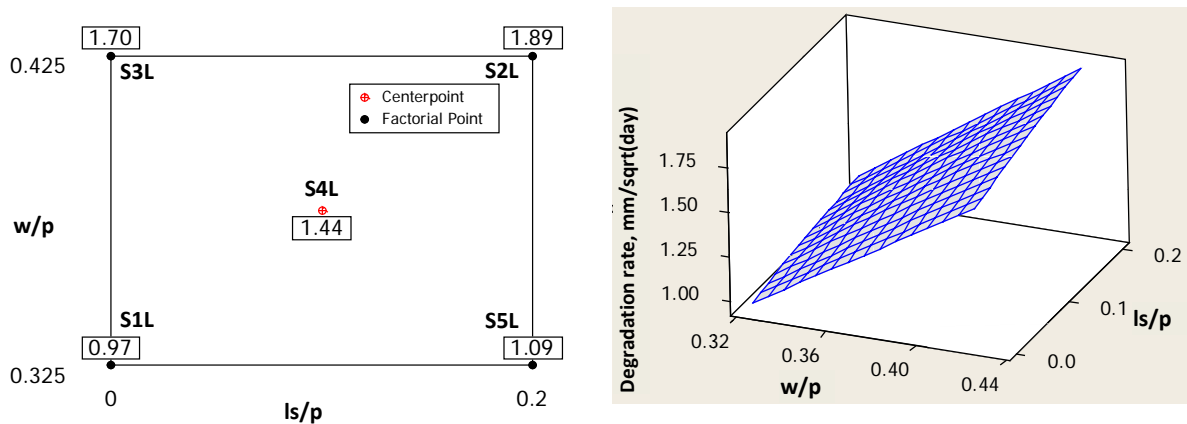 1.70
1.89
0.425
S3L
S2L
Centerpoint
Factorial Point
S4L
1.44
w/p
S1L
S5L
0.97
1.09
0.325
0
0.2
ls/p
Degradation rate, mm/sqrt(day)
1.75
1.50
1.25
1.00
0.32
0.36
0.40
0.44
w/p
0.0
0.1
0.2
ls/p